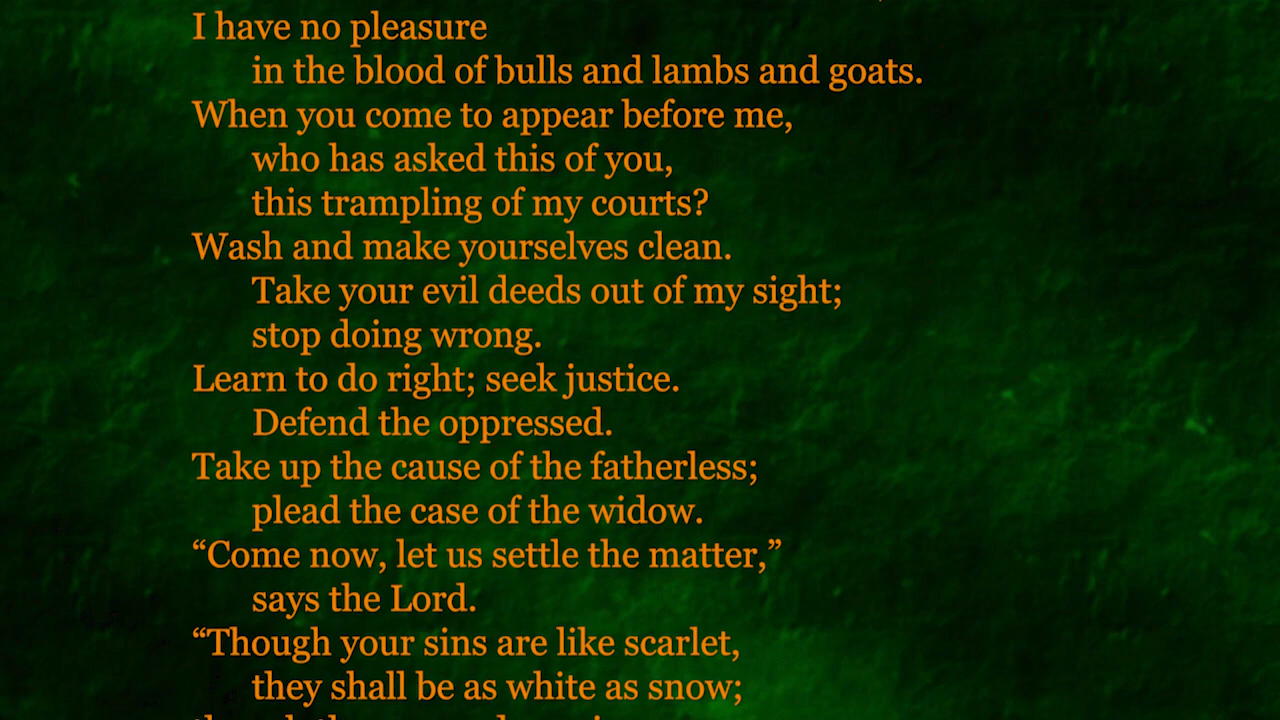 I have no pleasure
in the blood of bulls and lambs and goats.
When you come to appear before me,
who has asked this of you,
this trampling of my courts?
Wash and make yourselves clean.
Take your evil deeds out of my sight;
stop doing wrong.
Learn to do right; seek justice.
Defend the oppressed.
Take up the cause of the fatherless;
plead the case of the widow.
“Come now, let us settle the matter,”
says the Lord.
“Though your sins are like scarlet,
they shall be as white as snow;